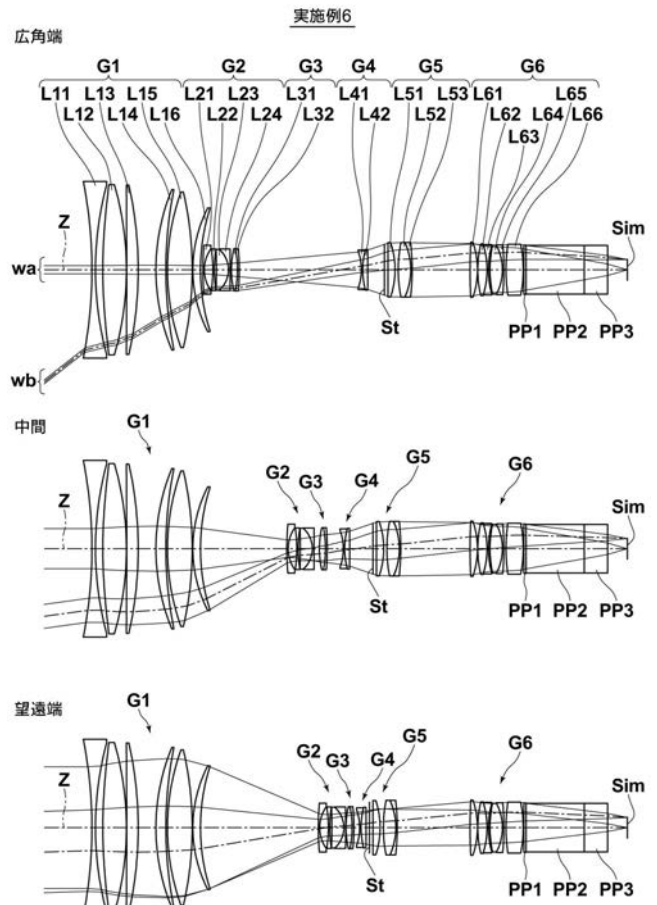 実施例6
広角端
G1 G2 G3 G4 G5 G6
L11 L13 L15 L21 L23 L31 L41 L51 L53 L61 L65
L12 L14 L16 L22 L24 L32 L42 L52 L62 L64 L66
L63
Z
Sim
wa
St
PP1 PP2 PP3
wb
中間
G1
G5
G2 G3 G4 G6
Z
Sim
St
PP1 PP2 PP3
望遠端
G1
G5
G2 G3 G4 G6
Z
Sim
St
PP1 PP2 PP3